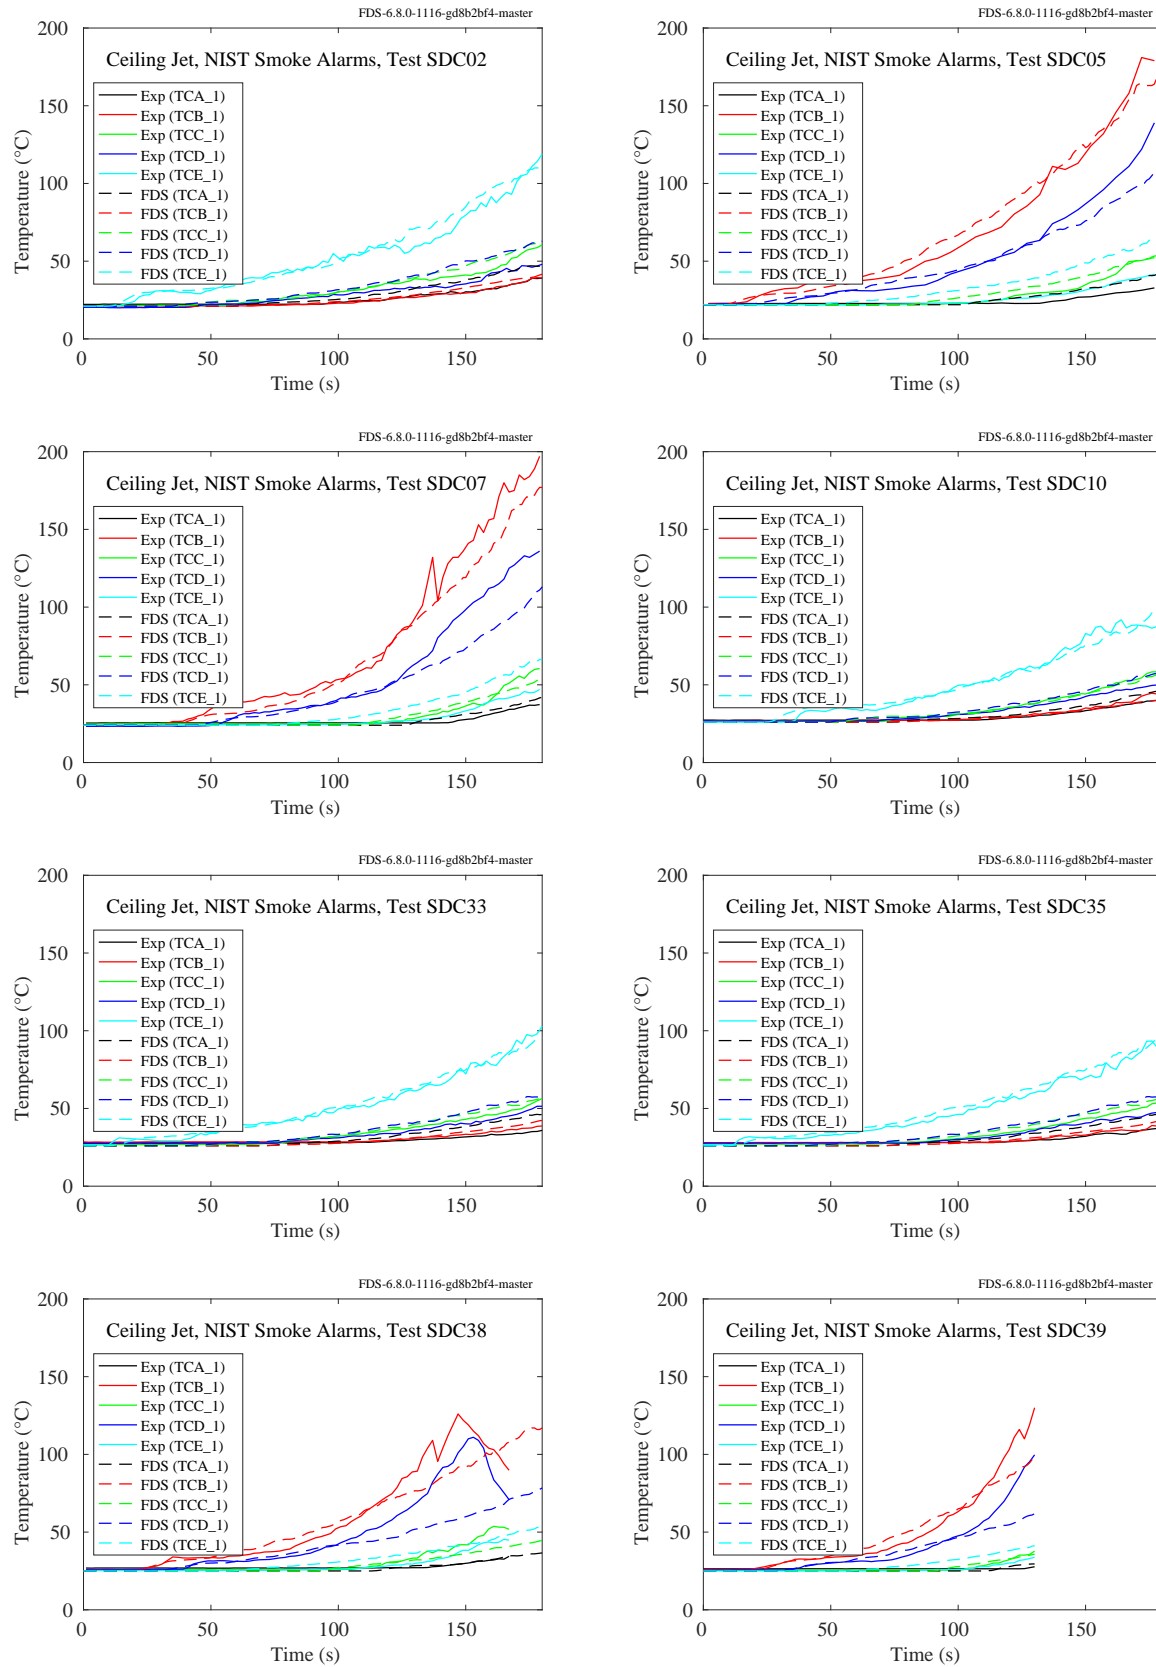 FDS-6.8.0-1116-gd8b2bf4-master
Ceiling Jet, NIST Smoke Alarms, Test SDC02
Exp (TCA_1)
Exp (TCB_1)
Exp (TCC_1)
Exp (TCD_1)
Exp (TCE_1)
FDS (TCA_1)
FDS (TCB_1)
FDS (TCC_1)
FDS (TCD_1)
FDS (TCE_1)
Temperature (°C)
200
150
100
50
0
0 50 100 150
Time (s)
FDS-6.8.0-1116-gd8b2bf4-master
Ceiling Jet, NIST Smoke Alarms, Test SDC05
Exp (TCA_1)
Exp (TCB_1)
Exp (TCC_1)
Exp (TCD_1)
Exp (TCE_1)
FDS (TCA_1)
FDS (TCB_1)
FDS (TCC_1)
FDS (TCD_1)
FDS (TCE_1)
Temperature (°C)
200
150
100
50
0
0 50 100 150
Time (s)
FDS-6.8.0-1116-gd8b2bf4-master
Ceiling Jet, NIST Smoke Alarms, Test SDC07
Exp (TCA_1)
Exp (TCB_1)
Exp (TCC_1)
Exp (TCD_1)
Exp (TCE_1)
FDS (TCA_1)
FDS (TCB_1)
FDS (TCC_1)
FDS (TCD_1)
FDS (TCE_1)
Temperature (°C)
200
150
100
50
0
0 50 100 150
Time (s)
FDS-6.8.0-1116-gd8b2bf4-master
Ceiling Jet, NIST Smoke Alarms, Test SDC10
Exp (TCA_1)
Exp (TCB_1)
Exp (TCC_1)
Exp (TCD_1)
Exp (TCE_1)
FDS (TCA_1)
FDS (TCB_1)
FDS (TCC_1)
FDS (TCD_1)
FDS (TCE_1)
Temperature (°C)
200
150
100
50
0
0 50 100 150
Time (s)
FDS-6.8.0-1116-gd8b2bf4-master
Ceiling Jet, NIST Smoke Alarms, Test SDC33
Exp (TCA_1)
Exp (TCB_1)
Exp (TCC_1)
Exp (TCD_1)
Exp (TCE_1)
FDS (TCA_1)
FDS (TCB_1)
FDS (TCC_1)
FDS (TCD_1)
FDS (TCE_1)
Temperature (°C)
200
150
100
50
0
0 50 100 150
Time (s)
FDS-6.8.0-1116-gd8b2bf4-master
Ceiling Jet, NIST Smoke Alarms, Test SDC35
Exp (TCA_1)
Exp (TCB_1)
Exp (TCC_1)
Exp (TCD_1)
Exp (TCE_1)
FDS (TCA_1)
FDS (TCB_1)
FDS (TCC_1)
FDS (TCD_1)
FDS (TCE_1)
Temperature (°C)
200
150
100
50
0
0 50 100 150
Time (s)
FDS-6.8.0-1116-gd8b2bf4-master
Ceiling Jet, NIST Smoke Alarms, Test SDC38
Exp (TCA_1)
Exp (TCB_1)
Exp (TCC_1)
Exp (TCD_1)
Exp (TCE_1)
FDS (TCA_1)
FDS (TCB_1)
FDS (TCC_1)
FDS (TCD_1)
FDS (TCE_1)
Temperature (°C)
200
150
100
50
0
0 50 100 150
Time (s)
FDS-6.8.0-1116-gd8b2bf4-master
Ceiling Jet, NIST Smoke Alarms, Test SDC39
Exp (TCA_1)
Exp (TCB_1)
Exp (TCC_1)
Exp (TCD_1)
Exp (TCE_1)
FDS (TCA_1)
FDS (TCB_1)
FDS (TCC_1)
FDS (TCD_1)
FDS (TCE_1)
Temperature (°C)
200
150
100
50
0
0 50 100 150
Time (s)